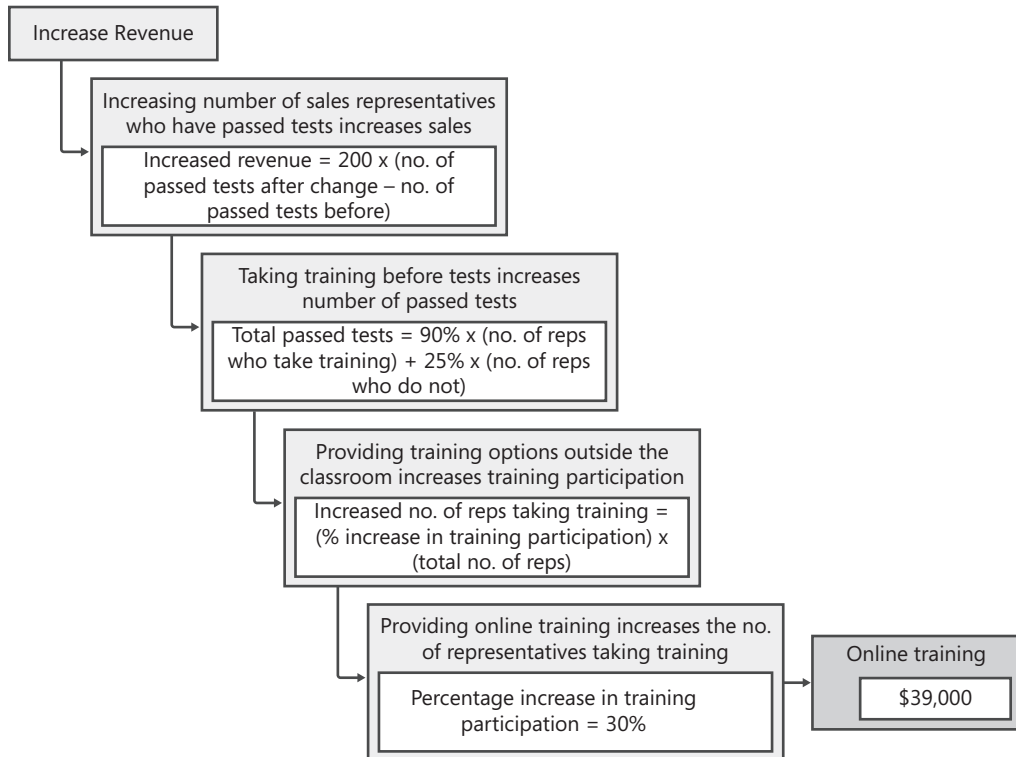 Increase Revenue
Increasing number of sales representatives
who have passed tests increases sales
Increased revenue = 200 x (no. of
passed tests after change – no. of
passed tests before)
Taking training before tests increases
number of passed tests
Total passed tests = 90% x (no. of reps
who take training) + 25% x (no. of reps
who do not)
Providing training options outside the
classroom increases training participation
Increased no. of reps taking training =
(% increase in training participation) x
(total no. of reps)
Providing online training increases the no.
of representatives taking training
Percentage increase in training
participation = 30%
Online training
$39,000